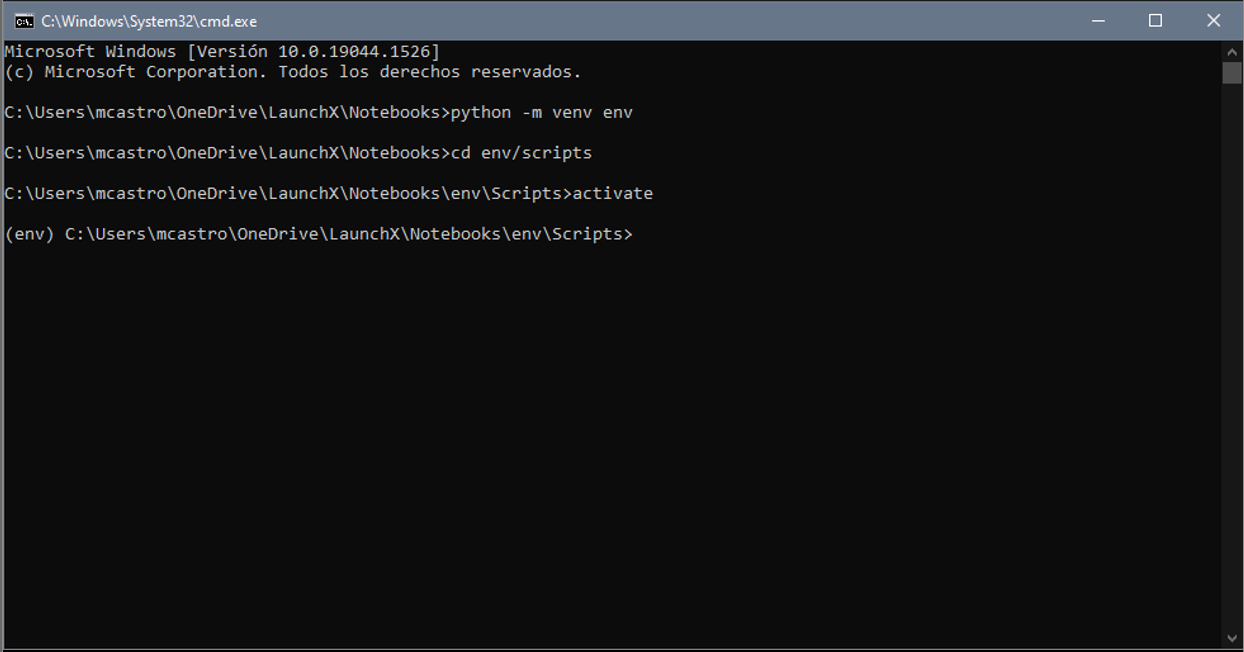 C:\Windows\System32\cmd.exe
Microsoft Windows [Versión 10.0.19044.1526]
(c) Microsoft Corporation. Todos los derechos reservados.
C:\Users\mcastro\OneDrive\LaunchX\Notebooks>python -m venv env
C:\Users\mcastro\OneDrive\LaunchX\Notebooks>cd env/scripts
C:\Users\mcastro\OneDrive\LaunchX\Notebooks\env\Scripts>activate
(env) C:\Users\mcastro\OneDrive\LaunchX\Notebooks\env\Scripts>